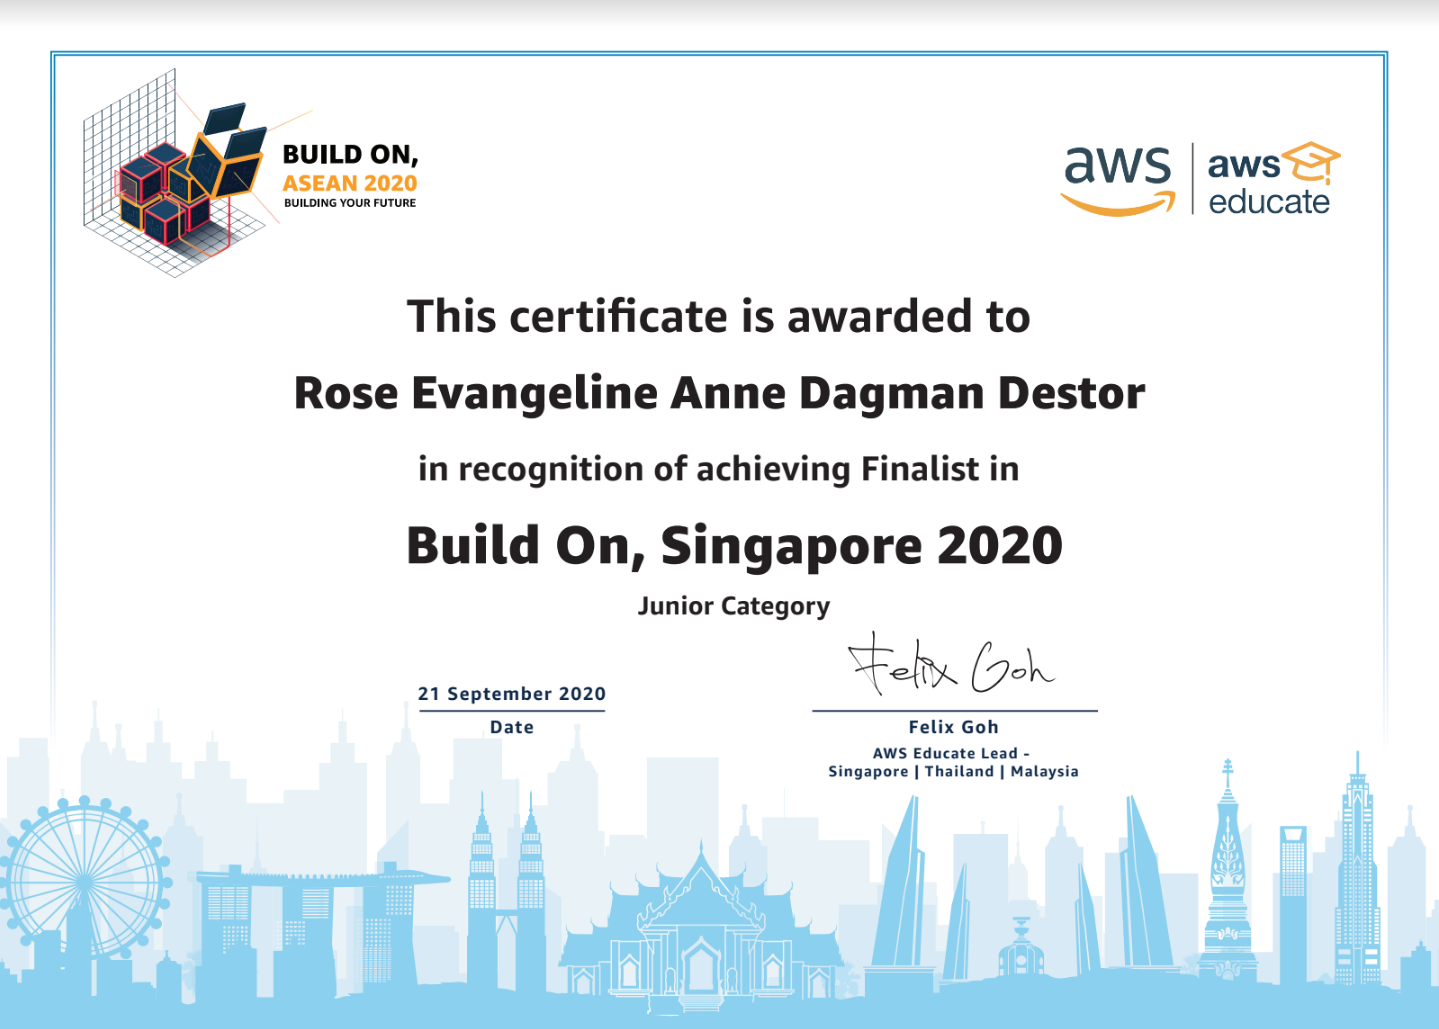 BUILD ON,
ASEAN 2020
BUILDING YOUR FUTURE
aws
aws
educate
This certificate is awarded to
Rose Evangeline Anne Dagman Destor
in recognition of achieving Finalist in
Build On, Singapore 2020
Junior Category
Felix Goh
21 September 2020
Date
Felix Goh
AWS Educate Lead -
Singapore | Thailand | Malaysia